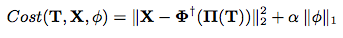 Cost(T, X, ϕ) = ‖X − Φ†(Π(T))‖₂² + α ‖ϕ‖₁